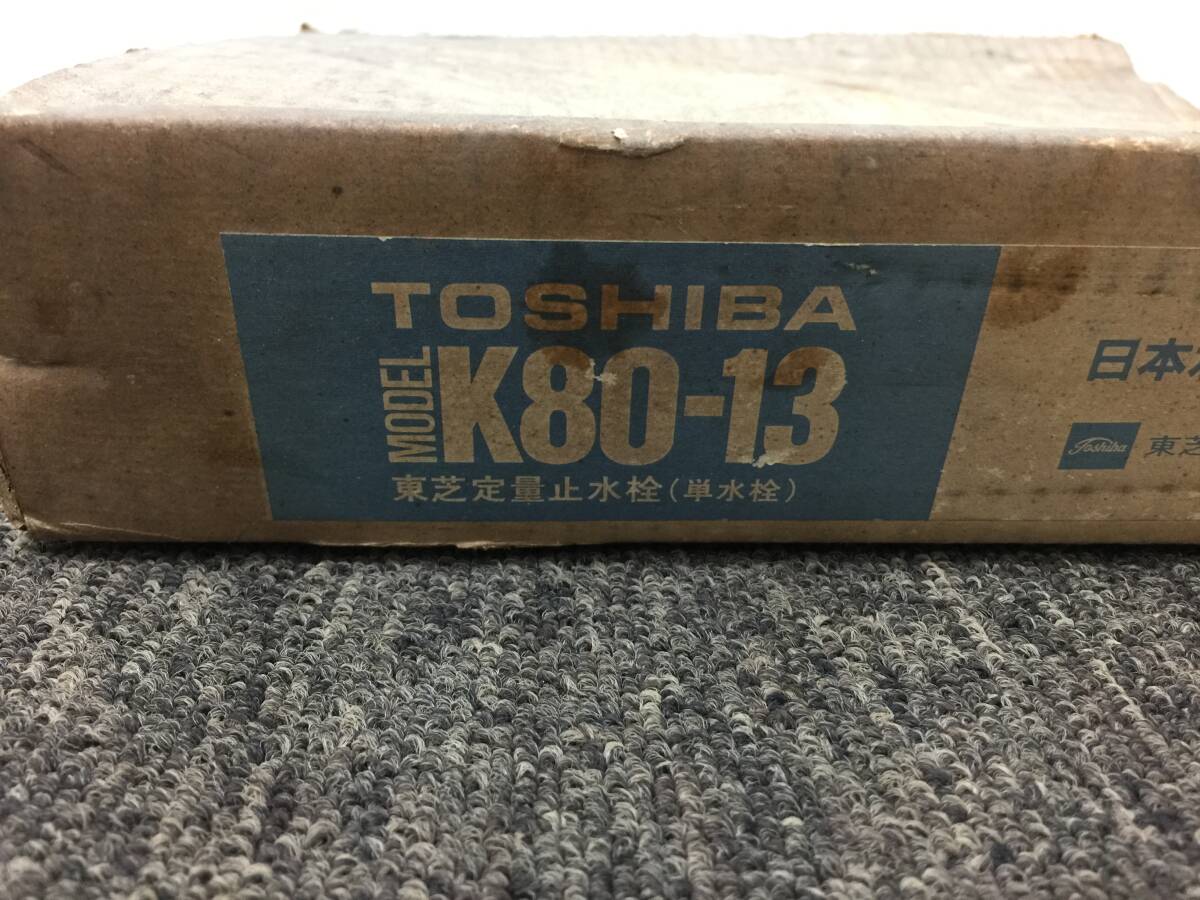 TOSHIBA
MODEL K80-13
東芝定量止水栓(単水栓)
日本
Toshiba 東芝